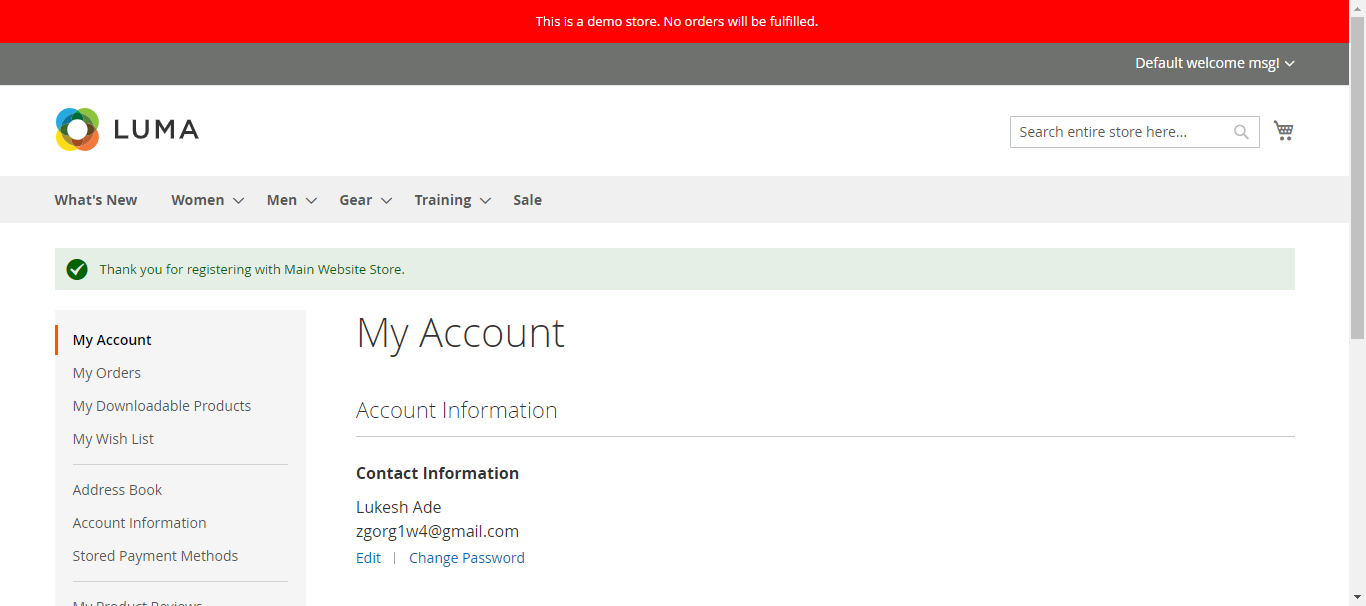 This is a demo store. No orders will be fulfilled.
Default welcome msg!
LUMA
Search entire store here...
What's New Women Men Gear Training Sale
Thank you for registering with Main Website Store.
My Account
My Orders
My Downloadable Products
My Wish List
Address Book
Account Information
Stored Payment Methods
My Product Reviews
My Account
Account Information
Contact Information
Lukesh Ade
zgorg1w4@gmail.com
Edit | Change Password